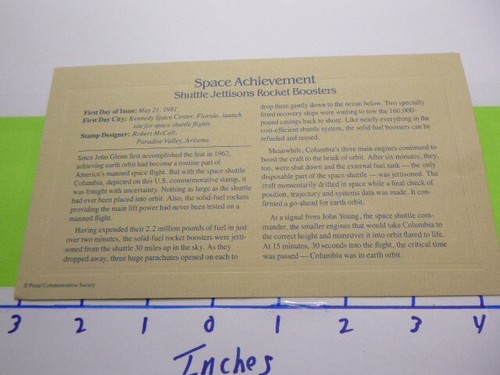 Space Achievement
Shuttle Jettisons Rocket Boosters
First Day of Issue: May 21, 1981
First Day City: Kennedy Space Center, Florida, launch
site for space shuttle flights
Stamp Designer: Robert McCall,
Paradise Valley, Arizona
Since John Glenn first accomplished the feat in 1962,
achieving earth orbit had become a routine part of
America's manned space flight. But with the space shuttle
Columbia, depicted on this U.S. commemorative stamp, it
was fraught with uncertainty. Nothing as large as the shuttle
had ever been placed into orbit. Also, the solid-fuel rockets
providing the main lift power had never been tested on a
manned flight.
Having expended their 2.2 million pounds of fuel in just
over two minutes, the solid-fuel rocket boosters were jetti-
soned from the shuttle 30 miles up in the sky. As they
dropped away, three huge parachutes opened on each to
drop them gently down to the ocean below. Two specially
fitted recovery ships were waiting to tow the 160,000-
pound casings back to shore. Like nearly everything in the
cost-efficient shuttle system, the solid fuel boosters can be
refueled and reused.
Meanwhile, Columbia's three main engines continued to
boost the craft to the brink of orbit. After six minutes, they,
too, were shut down and the external fuel tank — the only
disposable part of the space shuttle — was jettisoned. The
craft momentarily drifted in space while a final check of
position, trajectory and systems data was made. It con-
firmed a go-ahead for earth orbit.
At a signal from John Young, the space shuttle com-
mander, the smaller engines that would take Columbia to
the correct height and maneuver it into orbit flared to life.
At 15 minutes, 30 seconds into the flight, the critical time
was passed — Columbia was in earth orbit.
© Postal Commemorative Society
3 2 1 0 1 2 3 4
Inches